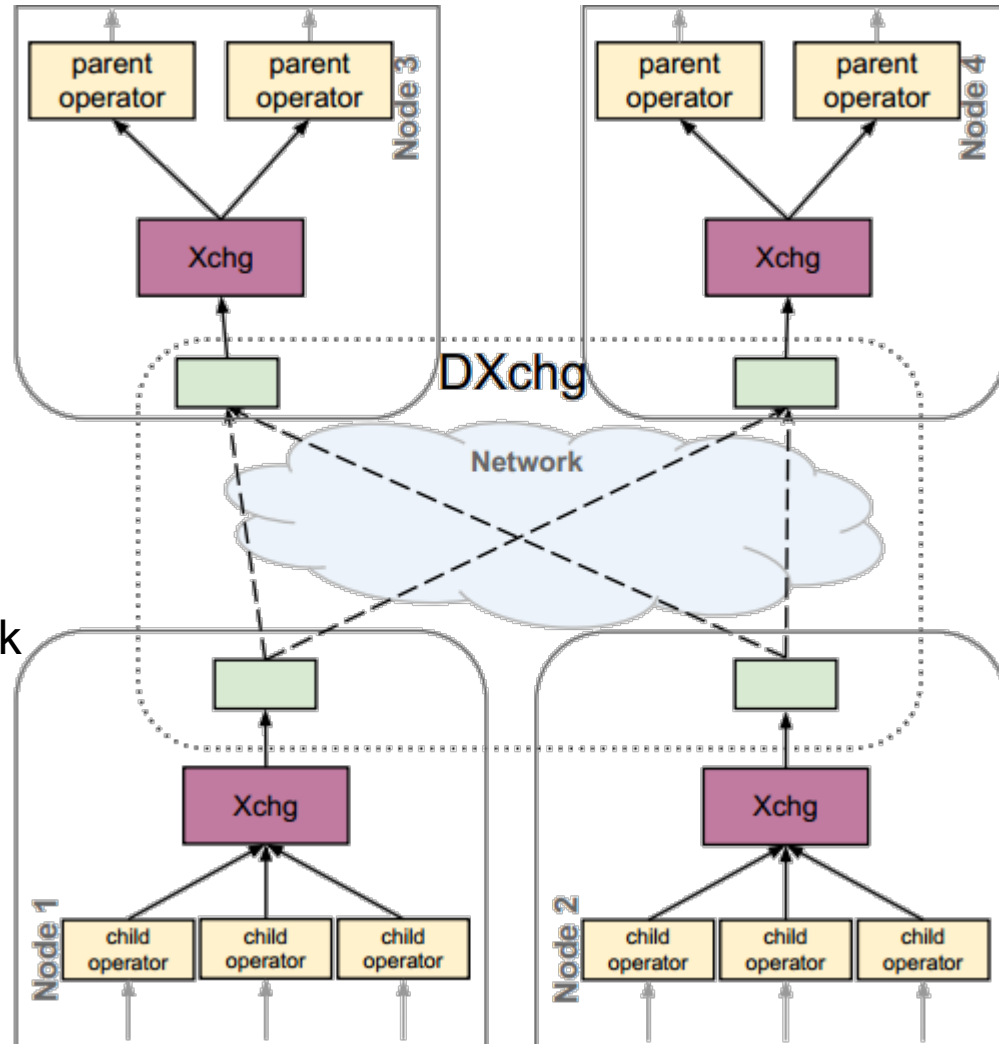 parent
operator
parent
operator
Node 3
parent
operator
parent
operator
Node 4
Xchg
Xchg
DXchg
Network
k
Xchg
Xchg
Node 1
child
operator
child
operator
child
operator
Node 2
child
operator
child
operator
child
operator